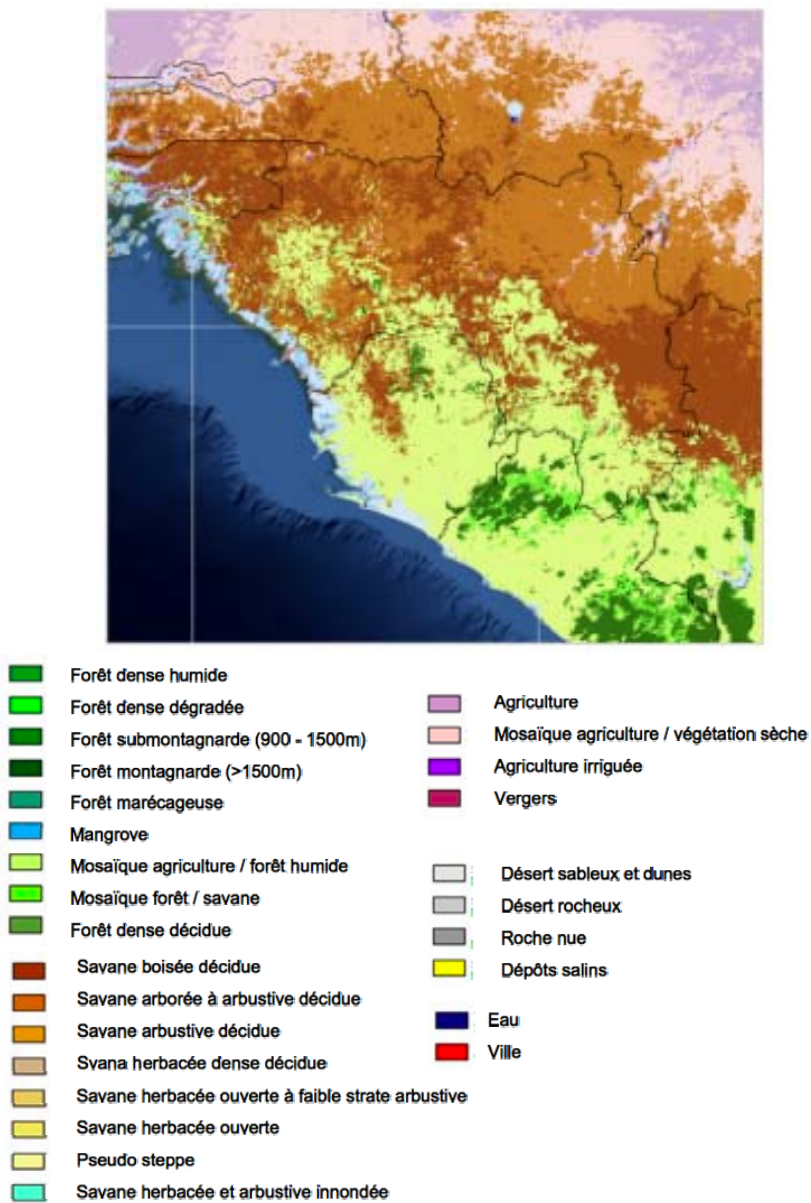 Forêt dense humide
Forêt dense dégradée
Forêt submontagnarde (900 - 1500m)
Forêt montagnarde (>1500m)
Forêt marécageuse
Mangrove
Mosaïque agriculture / forêt humide
Mosaïque forêt / savane
Forêt dense décidue
Savane boisée décidue
Savane arborée à arbustive décidue
Savane arbustive décidue
Svana herbacée dense décidue
Savane herbacée ouverte à faible strate arbustive
Savane herbacée ouverte
Pseudo steppe
Savane herbacée et arbustive innondée
Agriculture
Mosaïque agriculture / végétation sèche
Agriculture irriguée
Vergers
Désert sableux et dunes
Désert rocheux
Roche nue
Dépôts salins
Eau
Ville